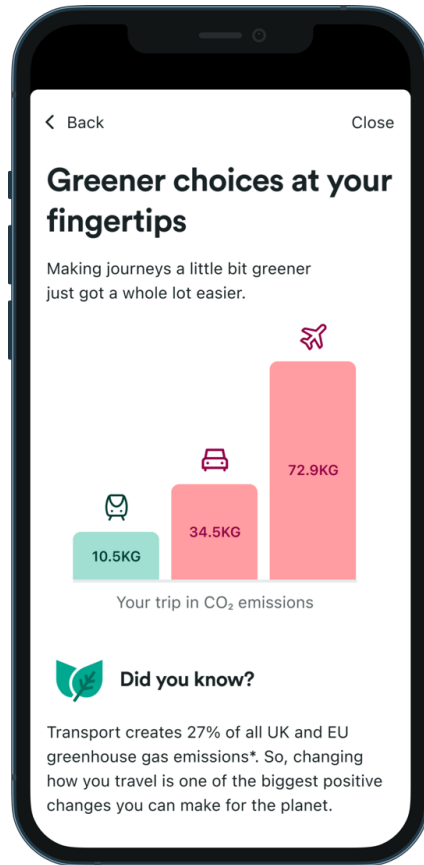 Back
Close
Greener choices at your
fingertips
Making journeys a little bit greener
just got a whole lot easier.
72.9KG
34.5KG
10.5KG
Your trip in CO₂ emissions
Did you know?
Transport creates 27% of all UK and EU
greenhouse gas emissions*. So, changing
how you travel is one of the biggest positive
changes you can make for the planet.